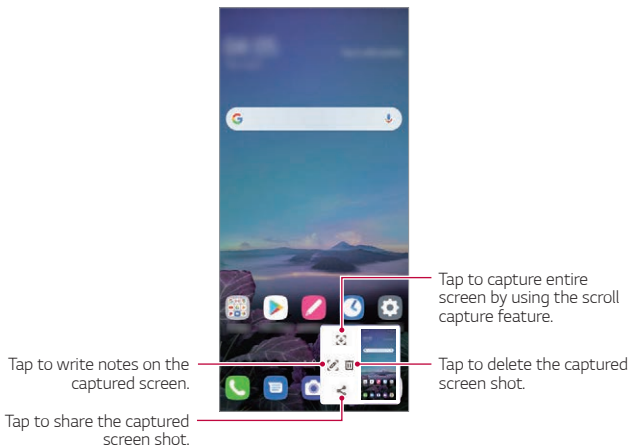 Tap to capture entire
screen by using the scroll
capture feature.
Tap to write notes on the
captured screen.
Tap to delete the captured
screen shot.
Tap to share the captured
screen shot.